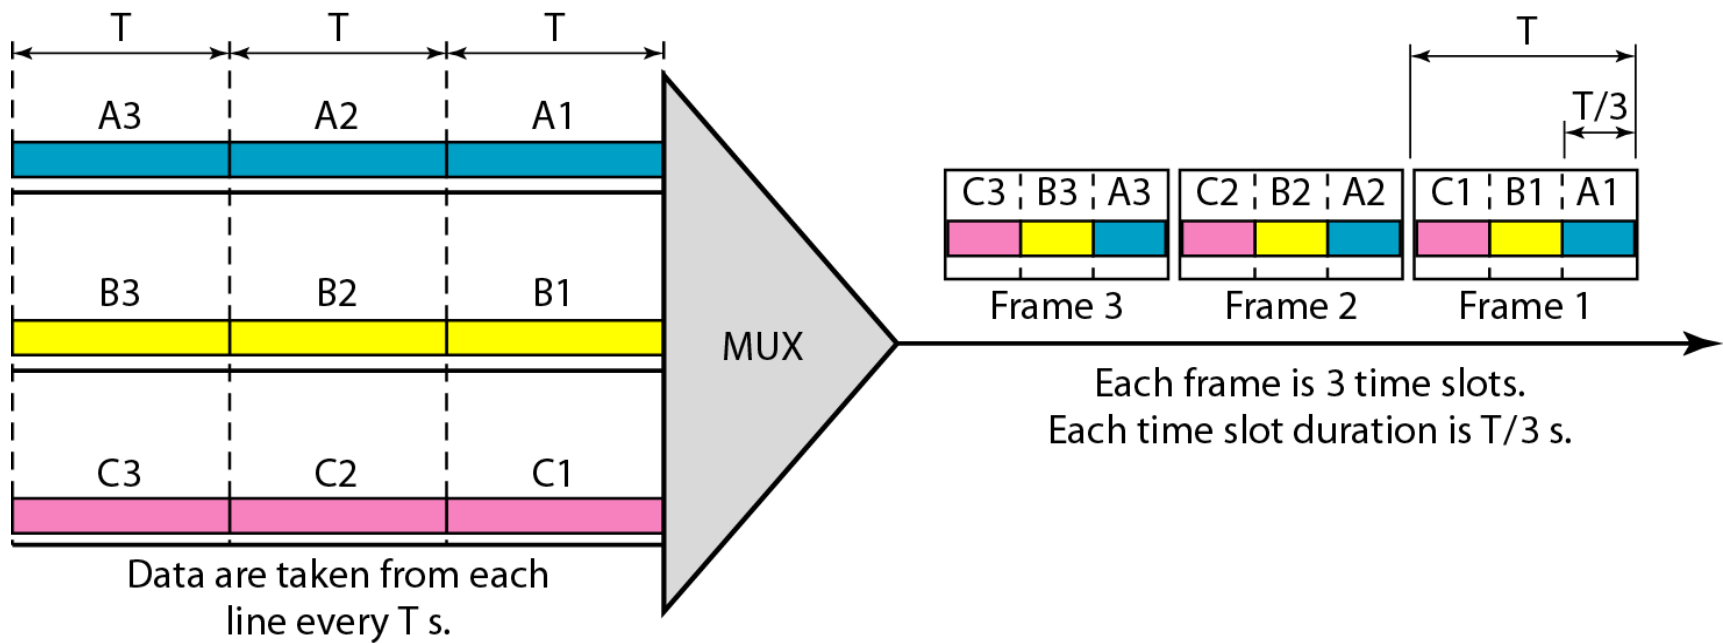 T T T
T
T/3
A3 A2 A1
C3 B3 A3 C2 B2 A2 C1 B1 A1
B3 B2 B1
Frame 3 Frame 2 Frame 1
MUX
Each frame is 3 time slots.
Each time slot duration is T/3 s.
C3 C2 C1
Data are taken from each
line every T s.